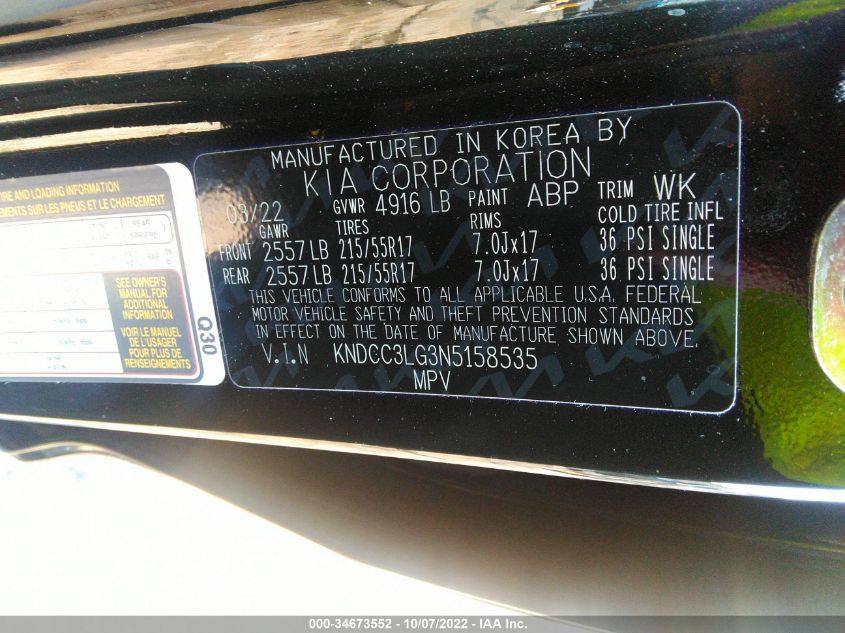 MANUFACTURED IN KOREA BY
KIA CORPORATION
03/22 GVWR 4916 LB PAINT ABP TRIM WK
GAWR TIRES RIMS COLD TIRE INFL
FRONT 2557 LB 215/55R17 7.0Jx17 36 PSI SINGLE
REAR 2557 LB 215/55R17 7.0Jx17 36 PSI SINGLE
THIS VEHICLE CONFORMS TO ALL APPLICABLE U.S.A. FEDERAL
MOTOR VEHICLE SAFETY AND THEFT PREVENTION STANDARDS
IN EFFECT ON THE DATE OF MANUFACTURE SHOWN ABOVE.
V.I.N KNDCC3LG3N5158535
MPV
TIRE AND LOADING INFORMATION
SUR LES PNEUS ET LE CHARGEMENT
REAR
ARRIÈRE
SEE OWNER'S
MANUAL FOR
ADDITIONAL
INFORMATION
VOIR LE MANUEL
DE L'USAGER
POUR PLUS DE
RENSEIGNEMENTS
Q30
000-34673552 - 10/07/2022 - IAA Inc.